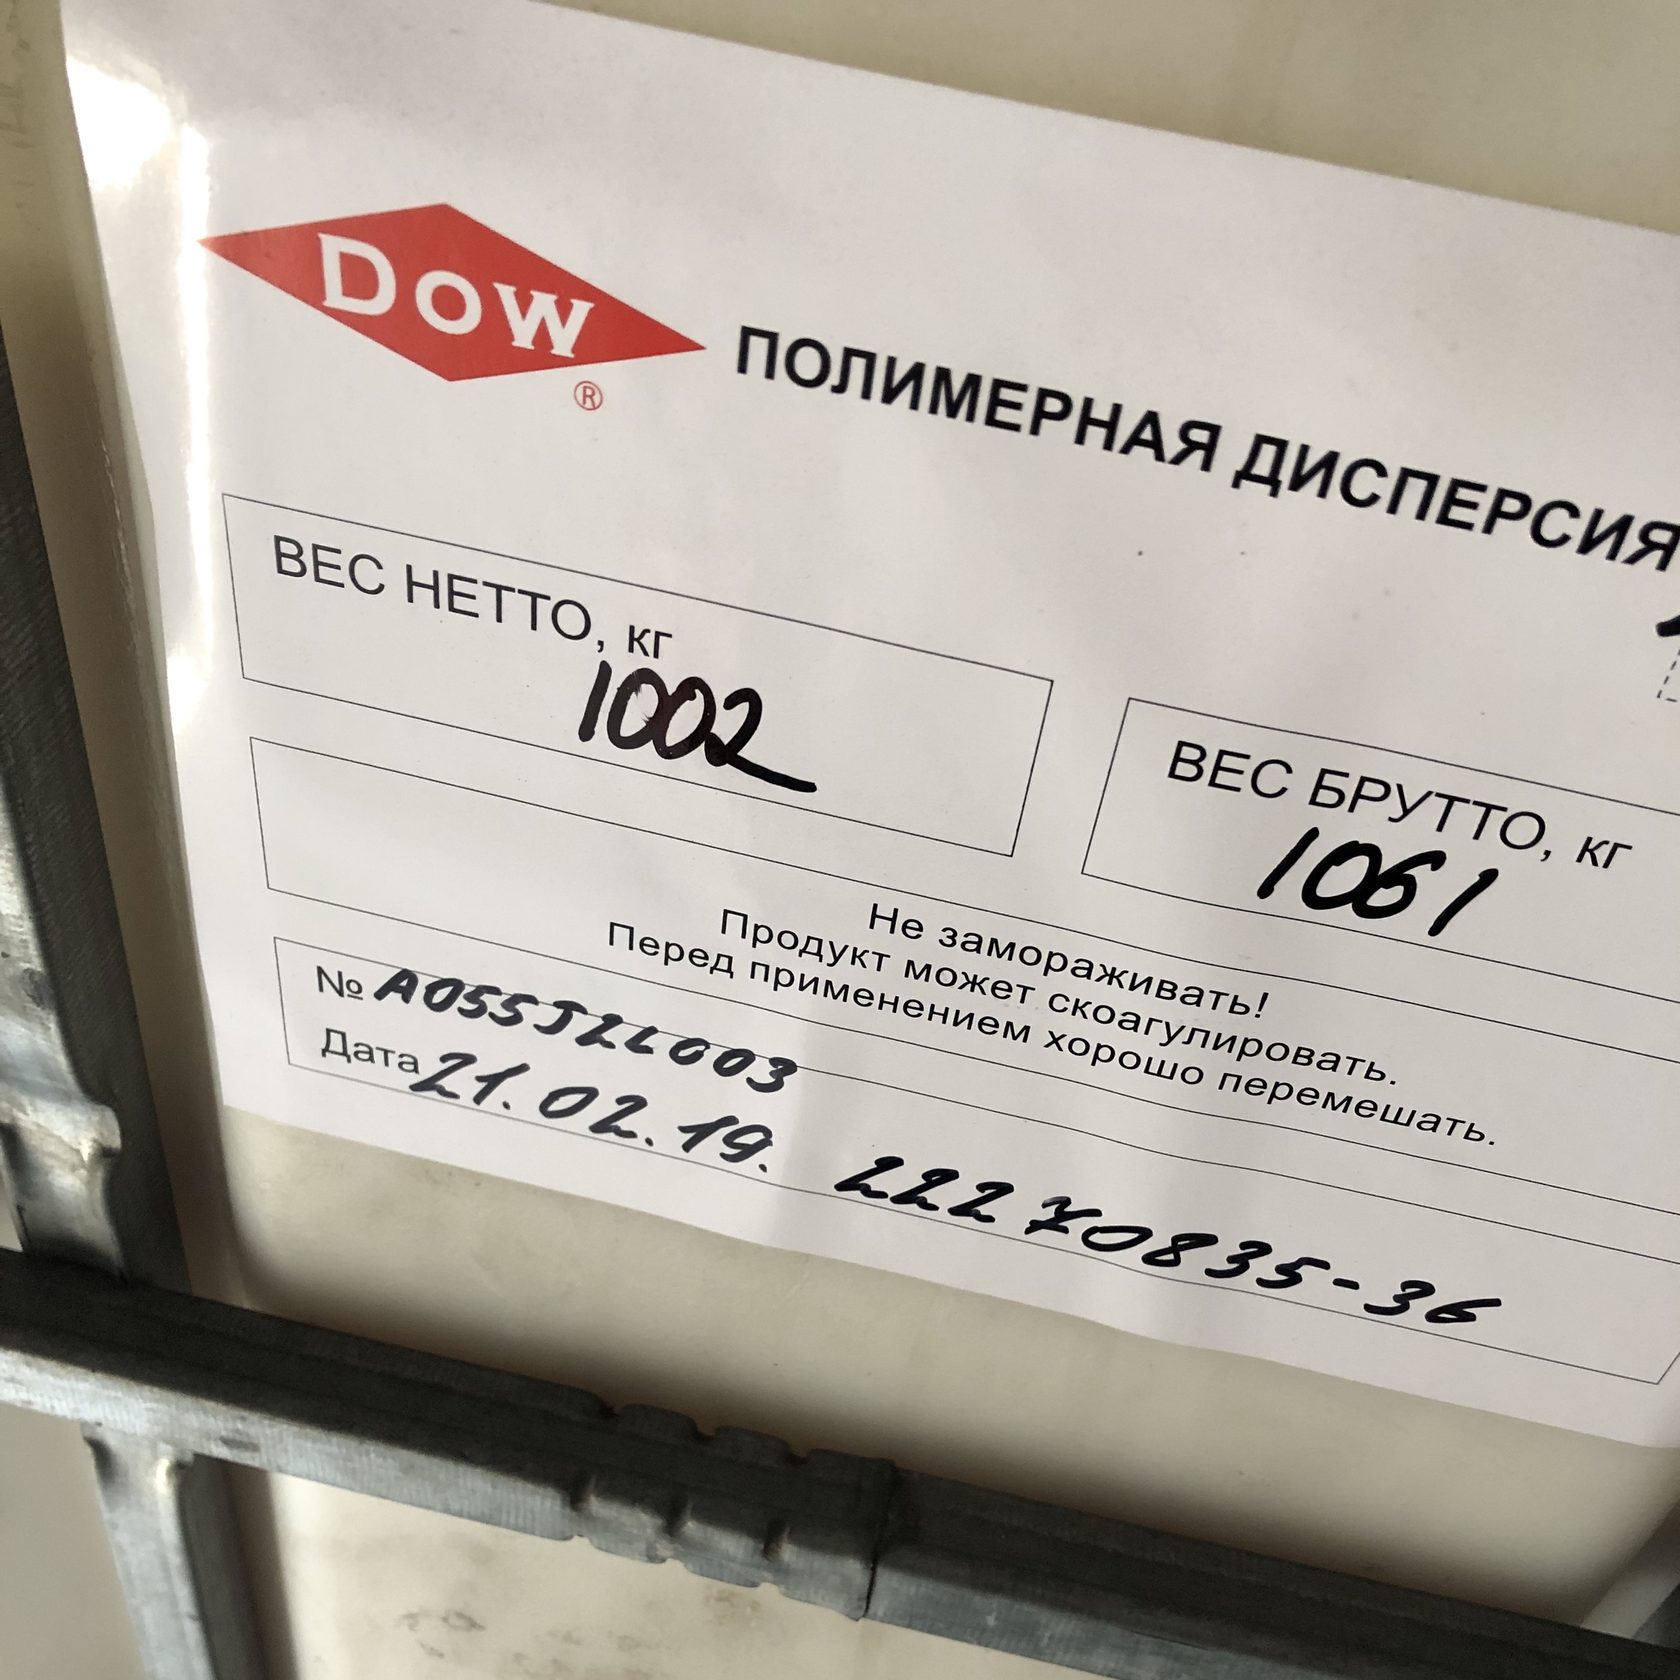 DOW
®
ПОЛИМЕРНАЯ ДИСПЕРСИЯ
ВЕС НЕТТО, кг
1002
ВЕС БРУТТО, кг
1061
Не замораживать!
Продукт может скоагулировать.
Перед применением хорошо перемешать.
№ A055J2L003
Дата 21.02.19. 22270835-36